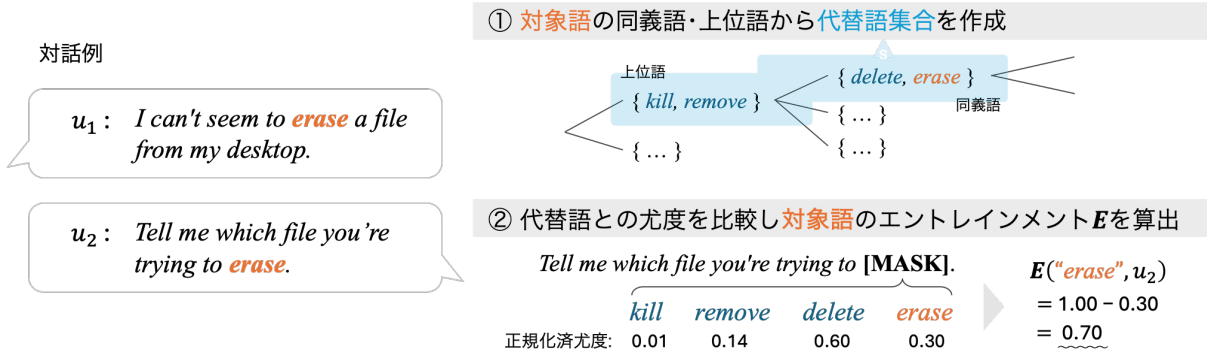 対話例
u₁ : I can't seem to erase a file
from my desktop.
u₂ : Tell me which file you're
trying to erase.
① 対象語の同義語･上位語から代替語集合を作成
S
上位語
{ kill, remove }
{ … }
{ delete, erase }
同義語
{ … }
{ … }
② 代替語との尤度を比較し対象語のエントレインメントEを算出
Tell me which file you're trying to [MASK].
kill remove delete erase
正規化済尤度: 0.01 0.14 0.60 0.30
E(“erase”, u₂)
= 1.00 − 0.30
= 0.70